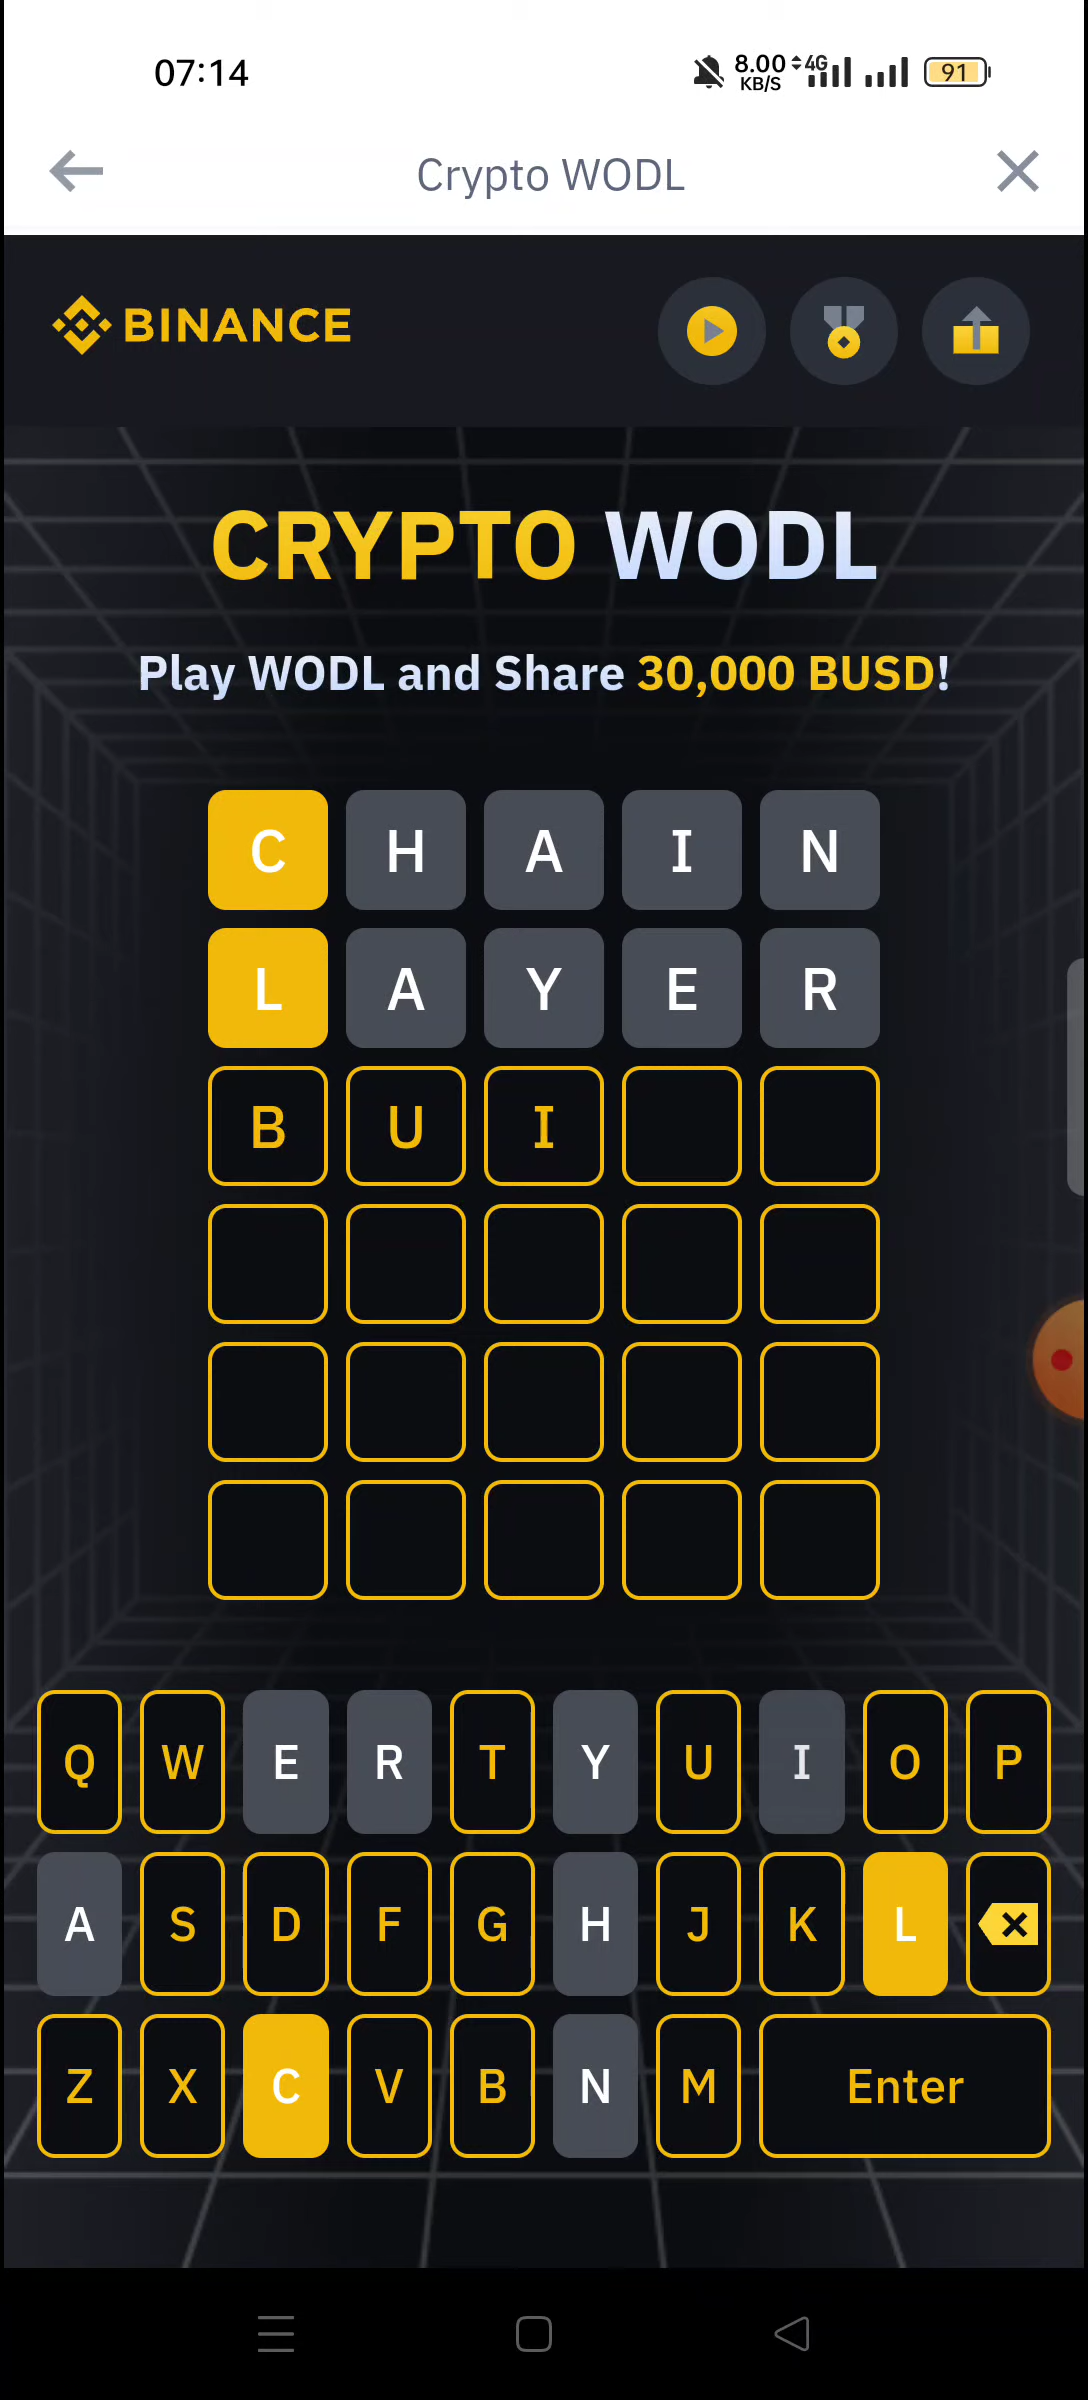 07:14 8.00 KB/S 4G 91
Crypto WODL
BINANCE
CRYPTO WODL
Play WODL and Share 30,000 BUSD!
C H A I N
L A Y E R
B U I
Q W E R T Y U I O P
A S D F G H J K L
Z X C V B N M Enter